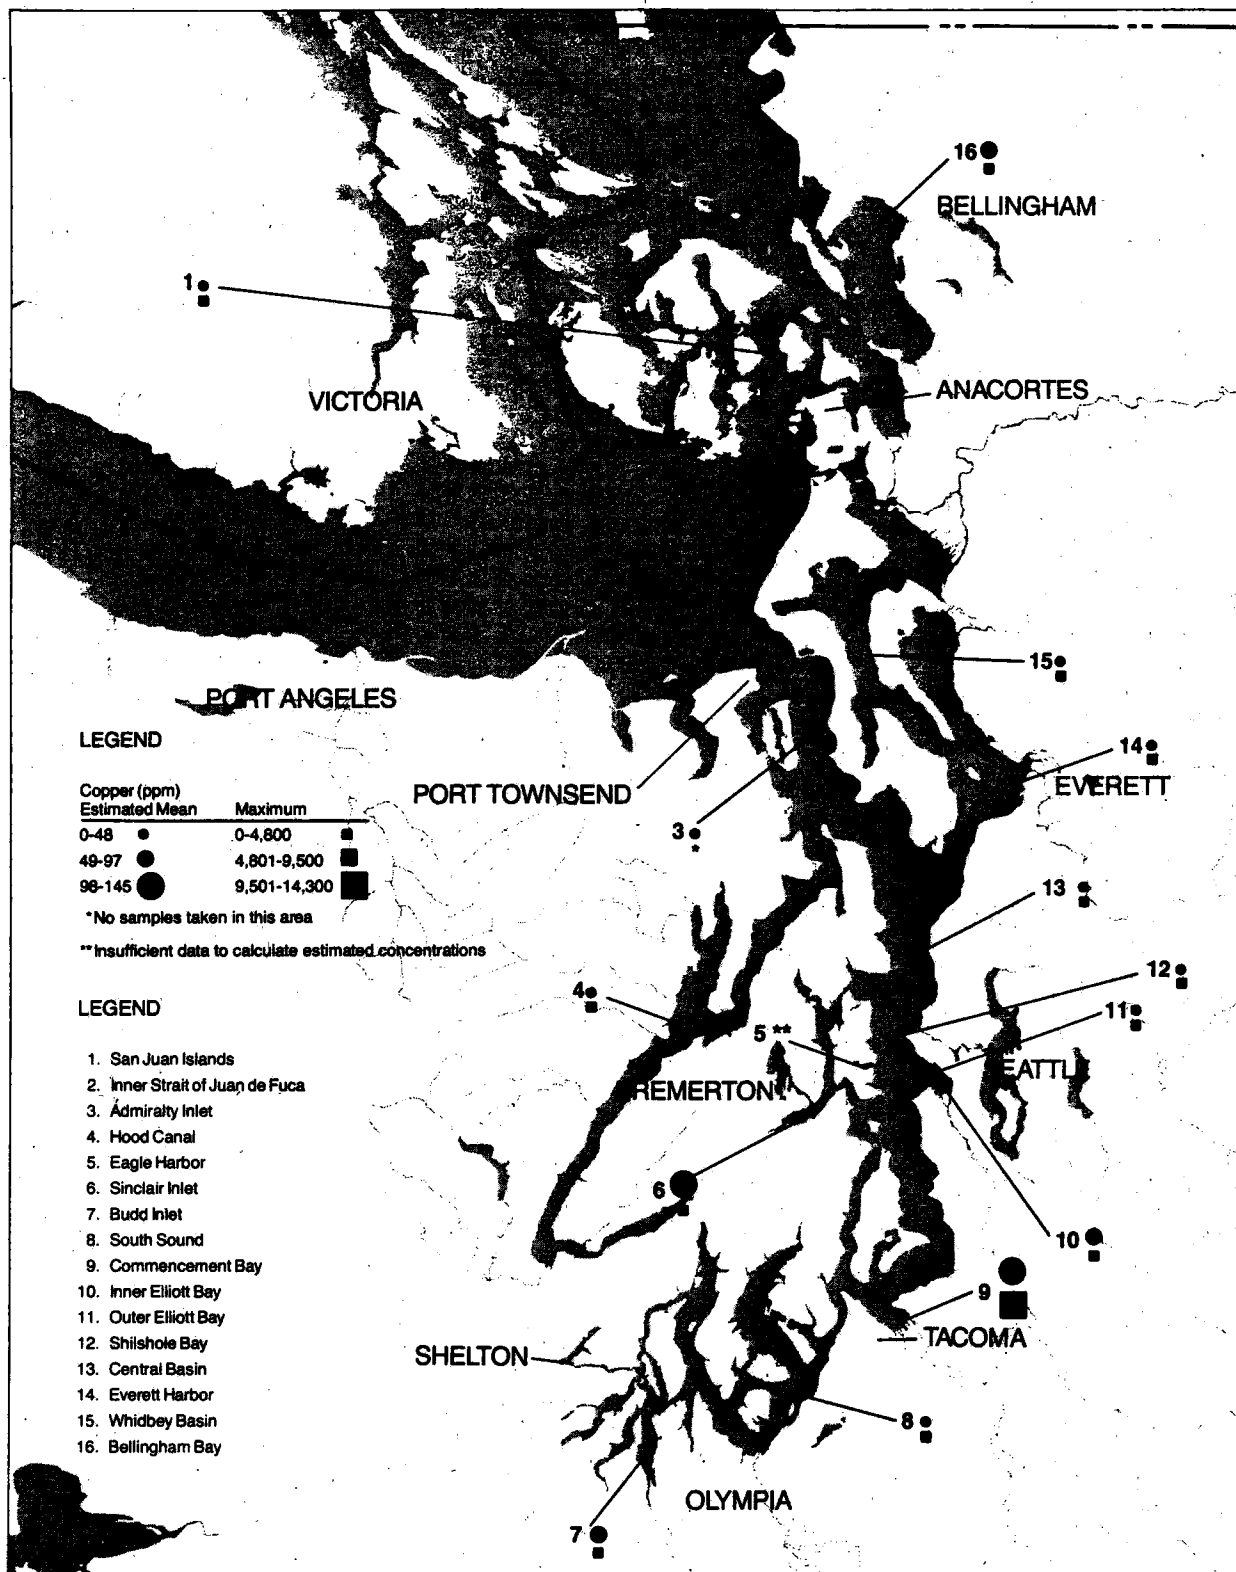 16
BELLINGHAM
1
VICTORIA
ANACORTES
15
PORT ANGELES
LEGEND
14
EVERETT
PORT TOWNSEND
Copper (ppm)
Estimated Mean Maximum
0-48 0-4,800
49-97 4,801-9,500
98-145 9,501-14,300
*No samples taken in this area
**Insufficient data to calculate estimated concentrations
3
*
13
12
11
4
5 **
EATTLE
REMERTON
6
10
9
TACOMA
SHELTON
8
OLYMPIA
7
LEGEND
1. San Juan Islands
2. Inner Strait of Juan de Fuca
3. Admiralty Inlet
4. Hood Canal
5. Eagle Harbor
6. Sinclair Inlet
7. Budd Inlet
8. South Sound
9. Commencement Bay
10. Inner Elliott Bay
11. Outer Elliott Bay
12. Shilshole Bay
13. Central Basin
14. Everett Harbor
15. Whidbey Basin
16. Bellingham Bay